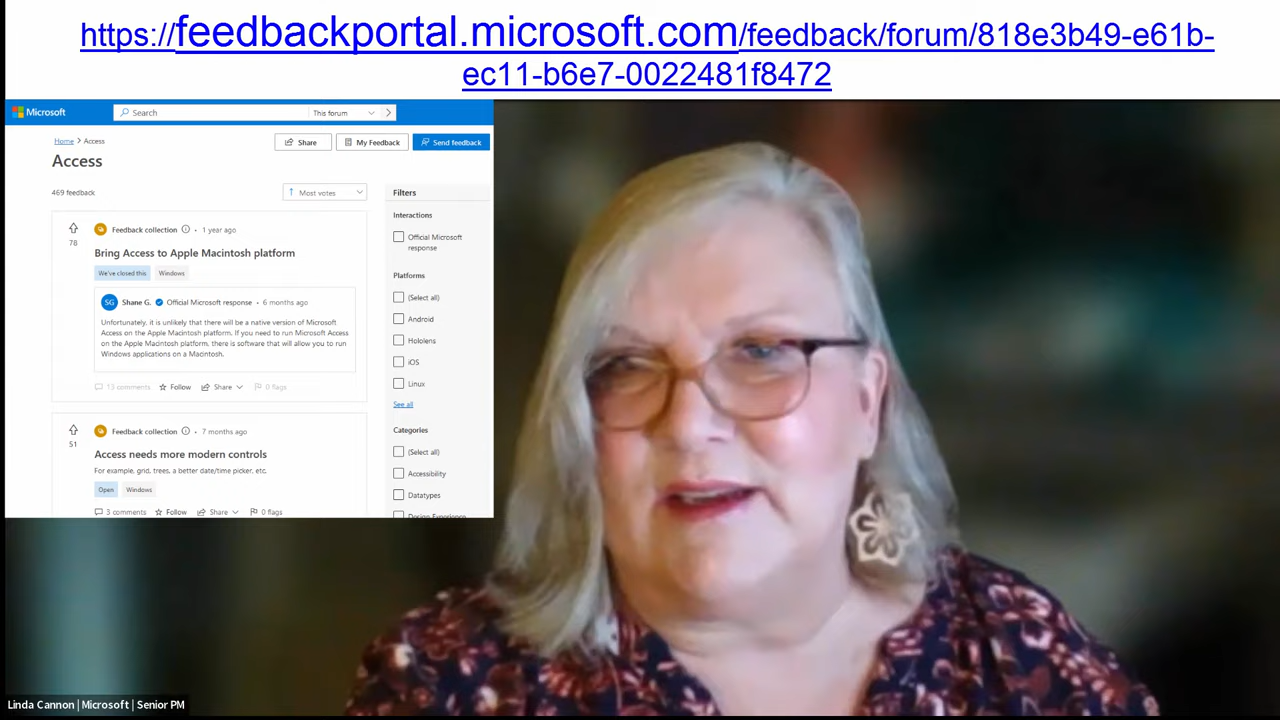 https://feedbackportal.microsoft.com/feedback/forum/818e3b49-e61b-
ec11-b6e7-0022481f8472
Microsoft
Search
This forum
Home > Access
Share
My Feedback
Send feedback
Access
469 feedback
Most votes
Feedback collection • 1 year ago
78
Bring Access to Apple Macintosh platform
We've closed this
Windows
SG Shane G. Official Microsoft response • 6 months ago
Unfortunately, it is unlikely that there will be a native version of Microsoft
Access on the Apple Macintosh platform. If you need to run Microsoft Access
on the Apple Macintosh platform, there is software that will allow you to run
Windows applications on a Macintosh.
13 comments Follow Share 0 flags
Feedback collection • 7 months ago
51
Access needs more modern controls
For example, grid, trees, a better date/time picker, etc.
Open
Windows
3 comments Follow Share 0 flags
Filters
Interactions
Official Microsoft
response
Platforms
(Select all)
Android
Hololens
iOS
Linux
See all
Categories
(Select all)
Accessibility
Datatypes
Design Experience
Linda Cannon | Microsoft | Senior PM